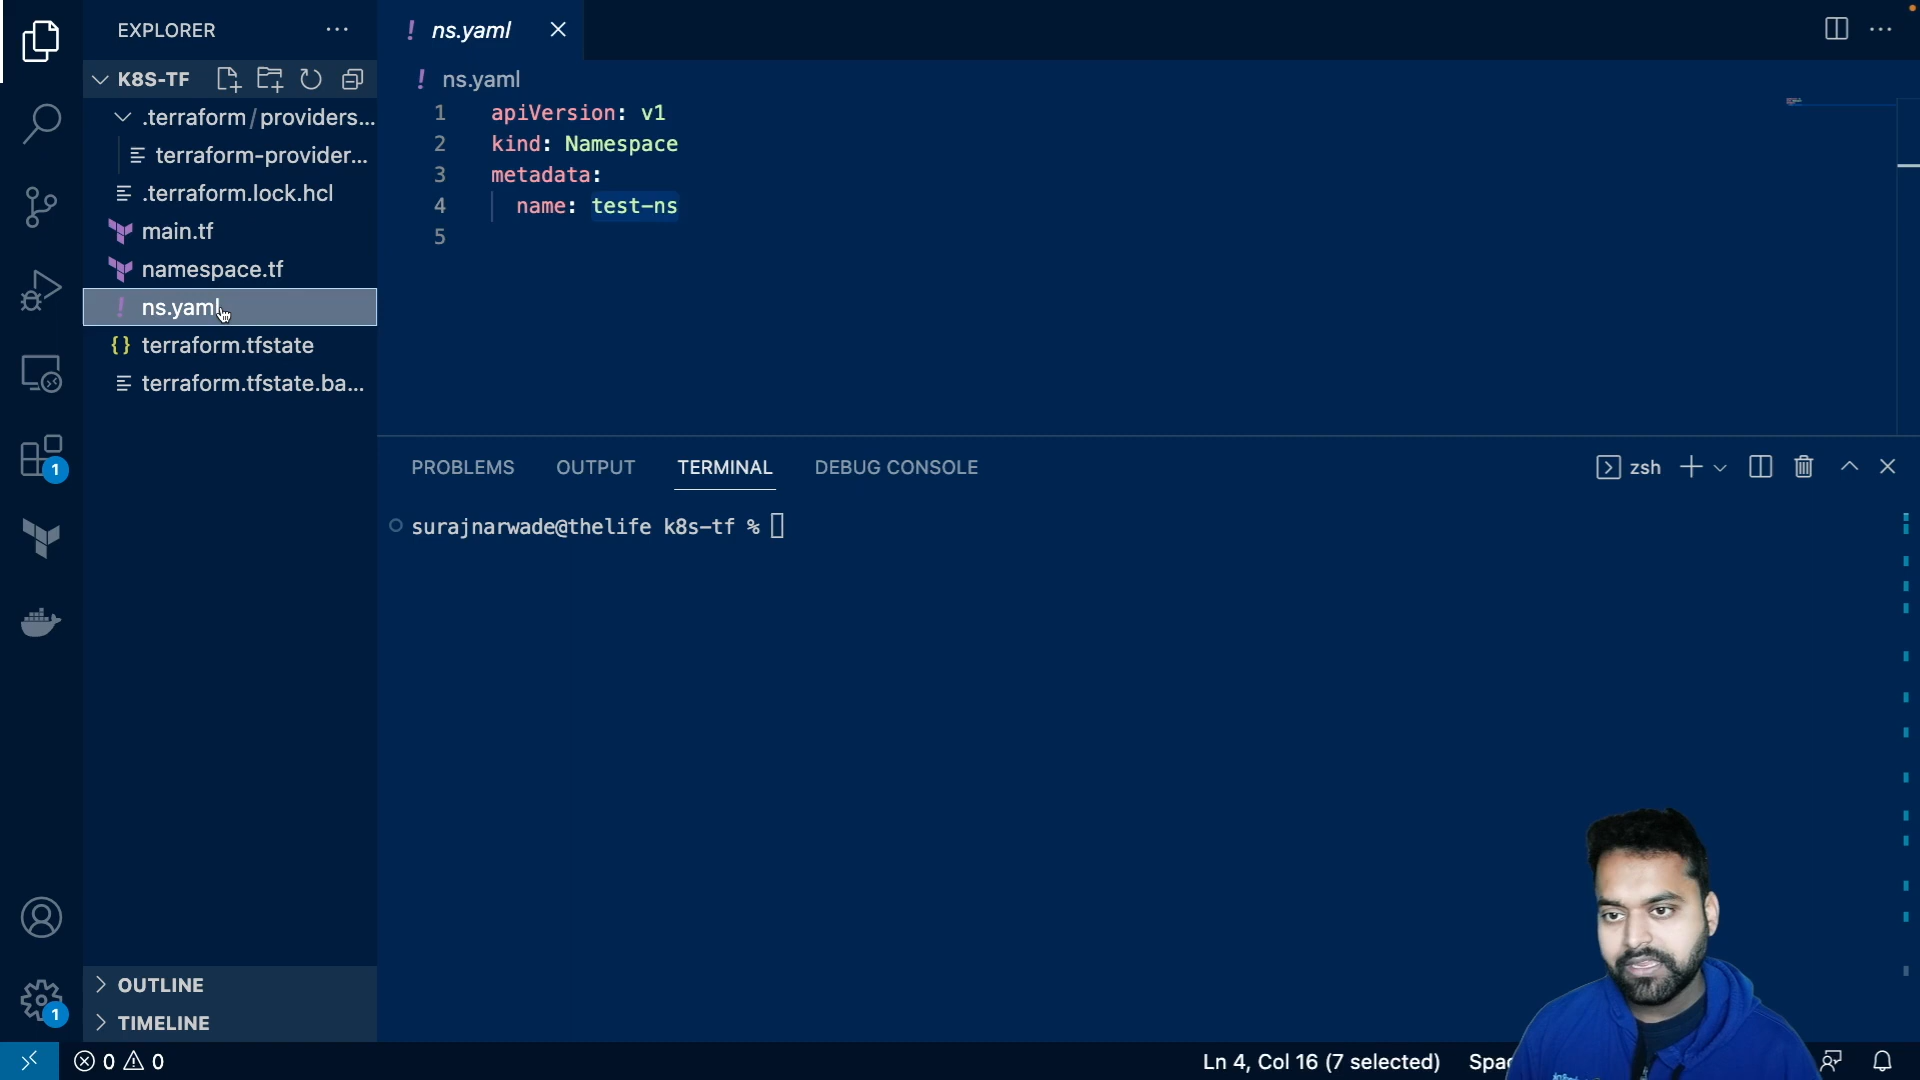 EXPLORER
K8S-TF
.terraform/providers...
terraform-provider...
.terraform.lock.hcl
main.tf
namespace.tf
! ns.yaml
{} terraform.tfstate
terraform.tfstate.ba...
OUTLINE
TIMELINE
1
1
! ns.yaml
! ns.yaml
1 apiVersion: v1
2 kind: Namespace
3 metadata:
4 name: test-ns
5
PROBLEMS OUTPUT TERMINAL DEBUG CONSOLE zsh
surajnarwade@thelife k8s-tf %
0 0 Ln 4, Col 16 (7 selected) Spac